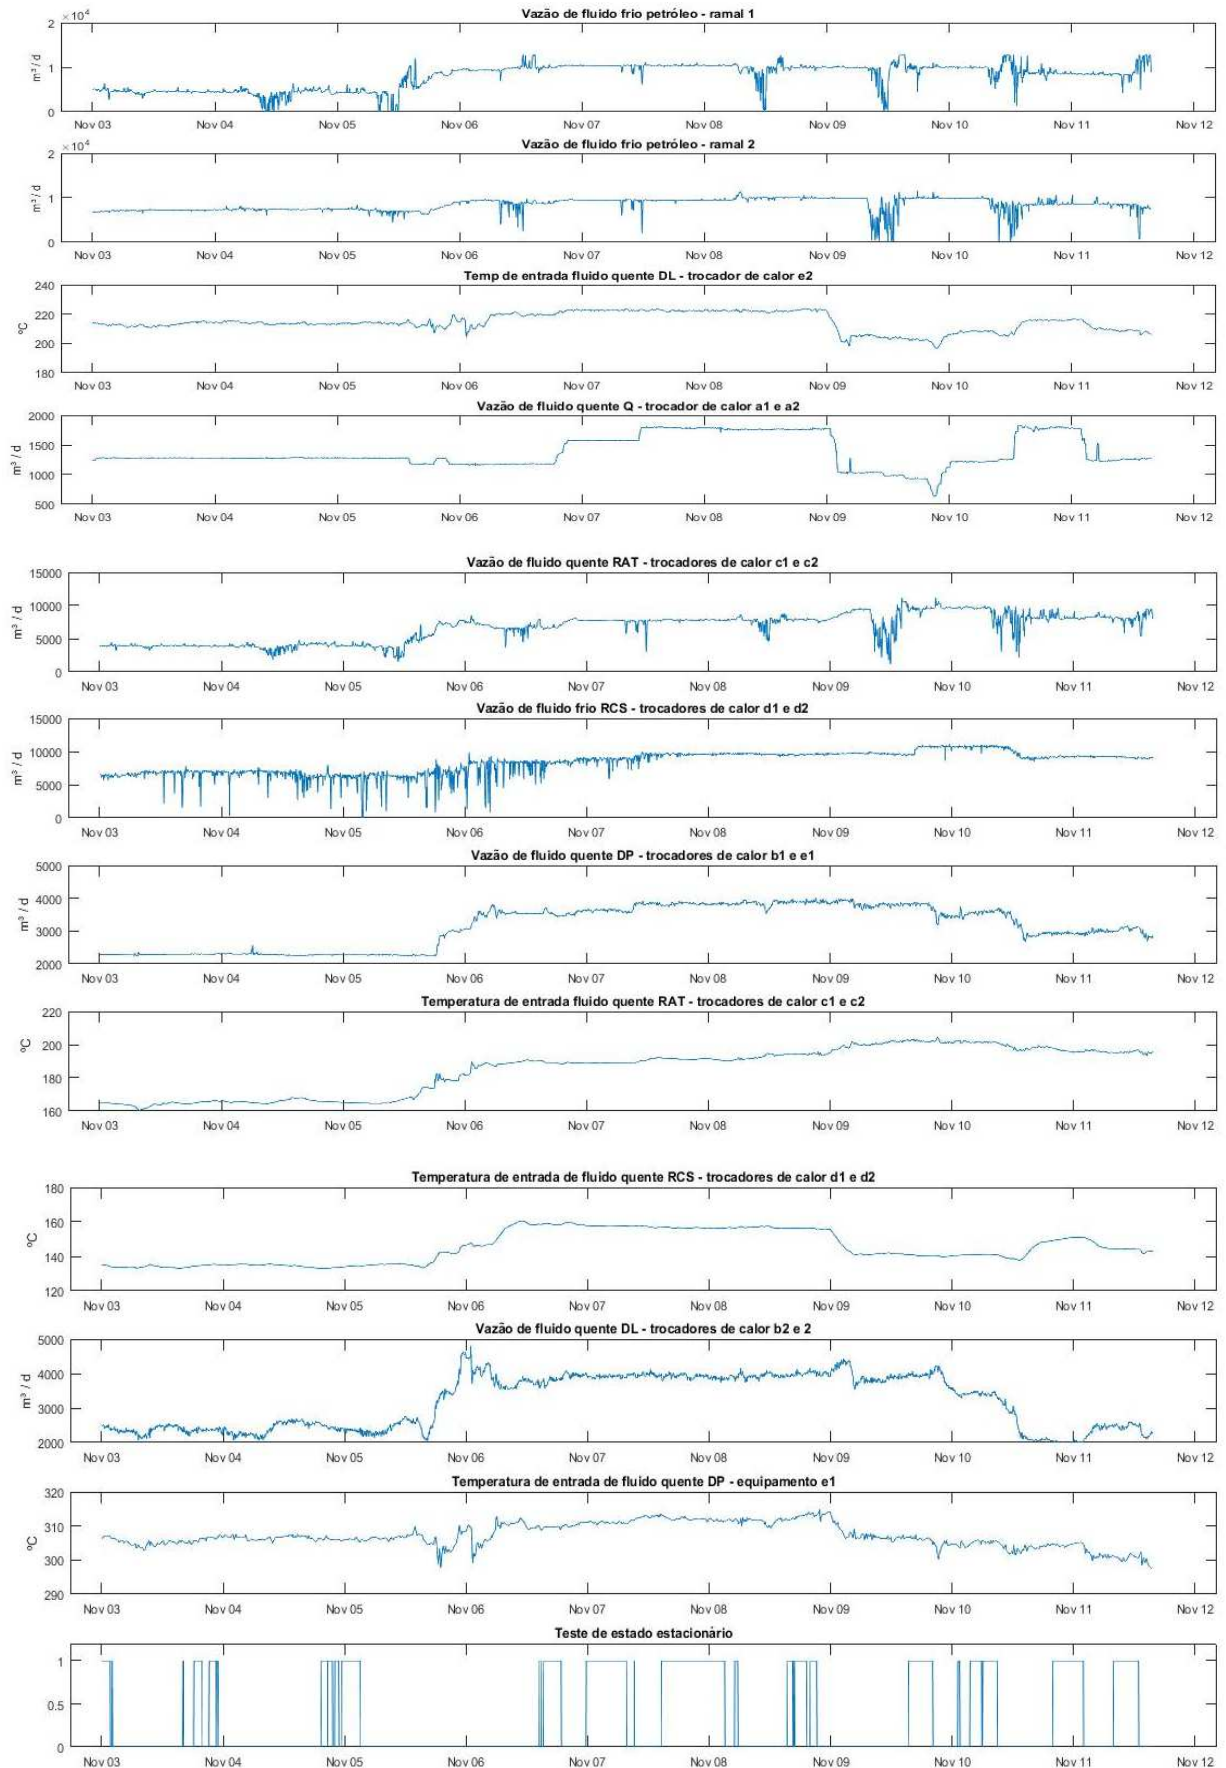 Vazão de fluido frio petróleo - ramal 1
×10⁴
2
1
0
m³ / d
Nov 03 Nov 04 Nov 05 Nov 06 Nov 07 Nov 08 Nov 09 Nov 10 Nov 11 Nov 12
Vazão de fluido frio petróleo - ramal 2
×10⁴
2
1
0
m³ / d
Nov 03 Nov 04 Nov 05 Nov 06 Nov 07 Nov 08 Nov 09 Nov 10 Nov 11 Nov 12
Temp de entrada fluido quente DL - trocador de calor e2
240
220
200
180
ºC
Nov 03 Nov 04 Nov 05 Nov 06 Nov 07 Nov 08 Nov 09 Nov 10 Nov 11 Nov 12
Vazão de fluido quente Q - trocador de calor a1 e a2
2000
1500
1000
500
m³ / d
Nov 03 Nov 04 Nov 05 Nov 06 Nov 07 Nov 08 Nov 09 Nov 10 Nov 11 Nov 12
Vazão de fluido quente RAT - trocadores de calor c1 e c2
15000
10000
5000
0
m³ / d
Nov 03 Nov 04 Nov 05 Nov 06 Nov 07 Nov 08 Nov 09 Nov 10 Nov 11 Nov 12
Vazão de fluido frio RCS - trocadores de calor d1 e d2
15000
10000
5000
0
m³ / d
Nov 03 Nov 04 Nov 05 Nov 06 Nov 07 Nov 08 Nov 09 Nov 10 Nov 11 Nov 12
Vazão de fluido quente DP - trocadores de calor b1 e e1
5000
4000
3000
2000
m³ / d
Nov 03 Nov 04 Nov 05 Nov 06 Nov 07 Nov 08 Nov 09 Nov 10 Nov 11 Nov 12
Temperatura de entrada fluido quente RAT - trocadores de calor c1 e c2
220
200
180
160
ºC
Nov 03 Nov 04 Nov 05 Nov 06 Nov 07 Nov 08 Nov 09 Nov 10 Nov 11 Nov 12
Temperatura de entrada de fluido quente RCS - trocadores de calor d1 e d2
180
160
140
120
ºC
Nov 03 Nov 04 Nov 05 Nov 06 Nov 07 Nov 08 Nov 09 Nov 10 Nov 11 Nov 12
Vazão de fluido quente DL - trocadores de calor b2 e 2
5000
4000
3000
2000
m³ / d
Nov 03 Nov 04 Nov 05 Nov 06 Nov 07 Nov 08 Nov 09 Nov 10 Nov 11 Nov 12
Temperatura de entrada de fluido quente DP - equipamento e1
320
310
300
290
ºC
Nov 03 Nov 04 Nov 05 Nov 06 Nov 07 Nov 08 Nov 09 Nov 10 Nov 11 Nov 12
Teste de estado estacionário
1
0.5
0
Nov 03 Nov 04 Nov 05 Nov 06 Nov 07 Nov 08 Nov 09 Nov 10 Nov 11 Nov 12